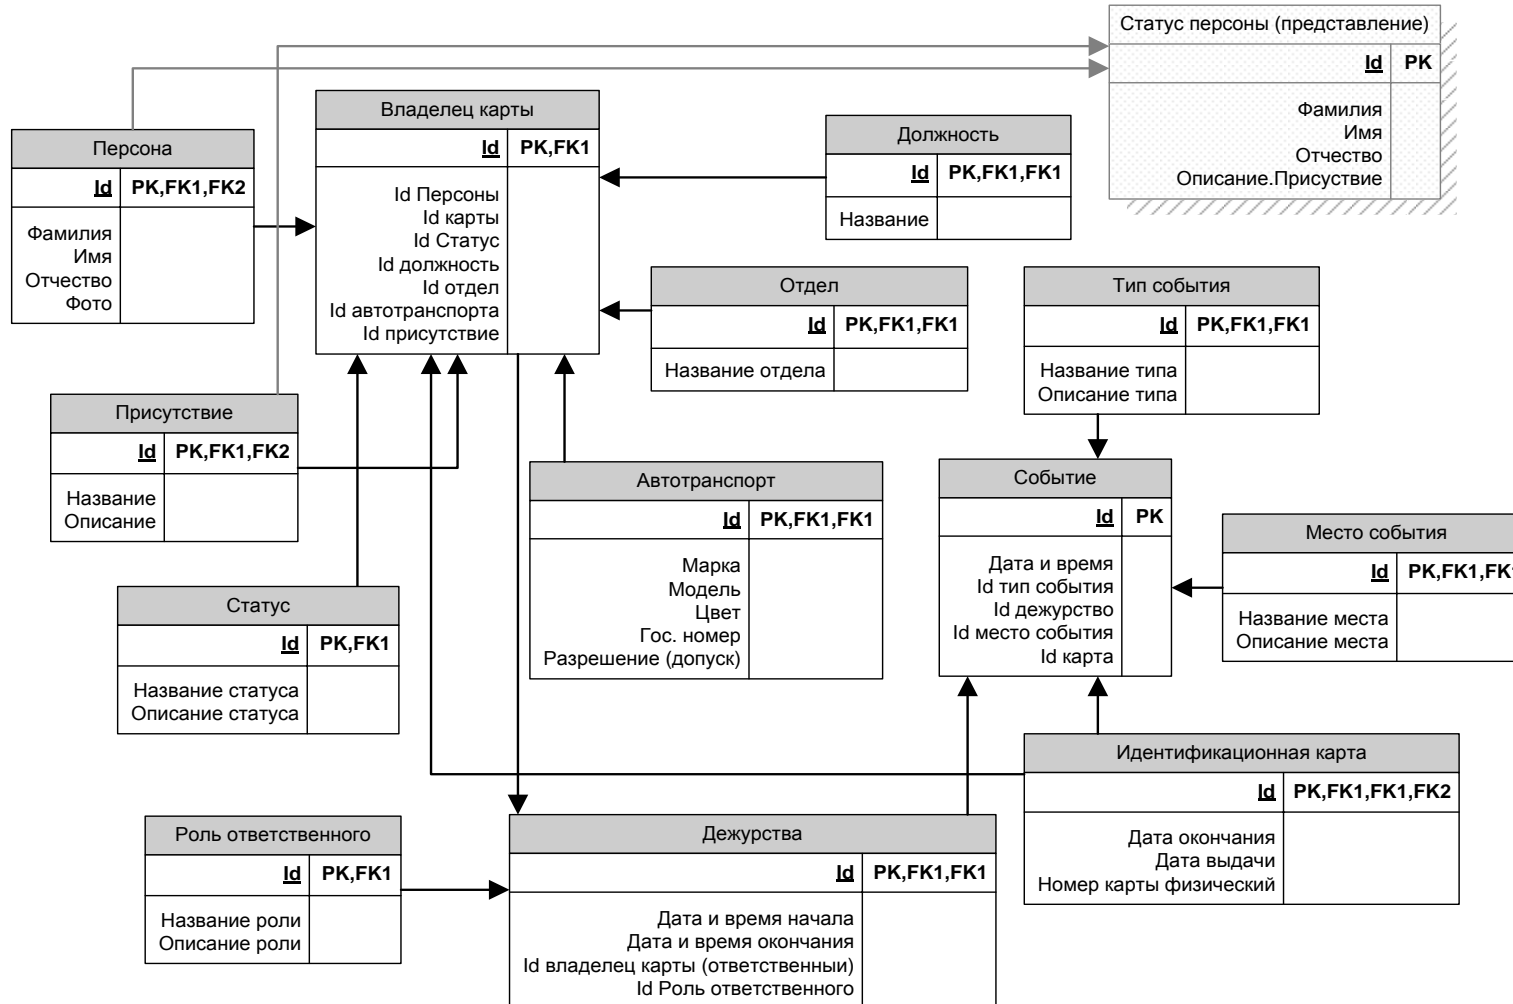 Статус персоны (представление)
Id PK
Фамилия
Имя
Отчество
Описание.Присуствие
Владелец карты
Id PK,FK1
Id Персоны
Id карты
Id Статус
Id должность
Id отдел
Id автотранспорта
Id присутствие
Должность
Id PK,FK1,FK1
Название
Персона
Id PK,FK1,FK2
Фамилия
Имя
Отчество
Фото
Отдел
Id PK,FK1,FK1
Название отдела
Тип события
Id PK,FK1,FK1
Название типа
Описание типа
Присутствие
Id PK,FK1,FK2
Название
Описание
Автотранспорт
Id PK,FK1,FK1
Марка
Модель
Цвет
Гос. номер
Разрешение (допуск)
Событие
Id PK
Дата и время
Id тип события
Id дежурство
Id место события
Id карта
Место события
Id PK,FK1,FK1
Название места
Описание места
Статус
Id PK,FK1
Название статуса
Описание статуса
Идентификационная карта
Id PK,FK1,FK1,FK2
Дата окончания
Дата выдачи
Номер карты физический
Роль ответственного
Id PK,FK1
Название роли
Описание роли
Дежурства
Id PK,FK1,FK1
Дата и время начала
Дата и время окончания
Id владелец карты (ответственный)
Id Роль ответственного